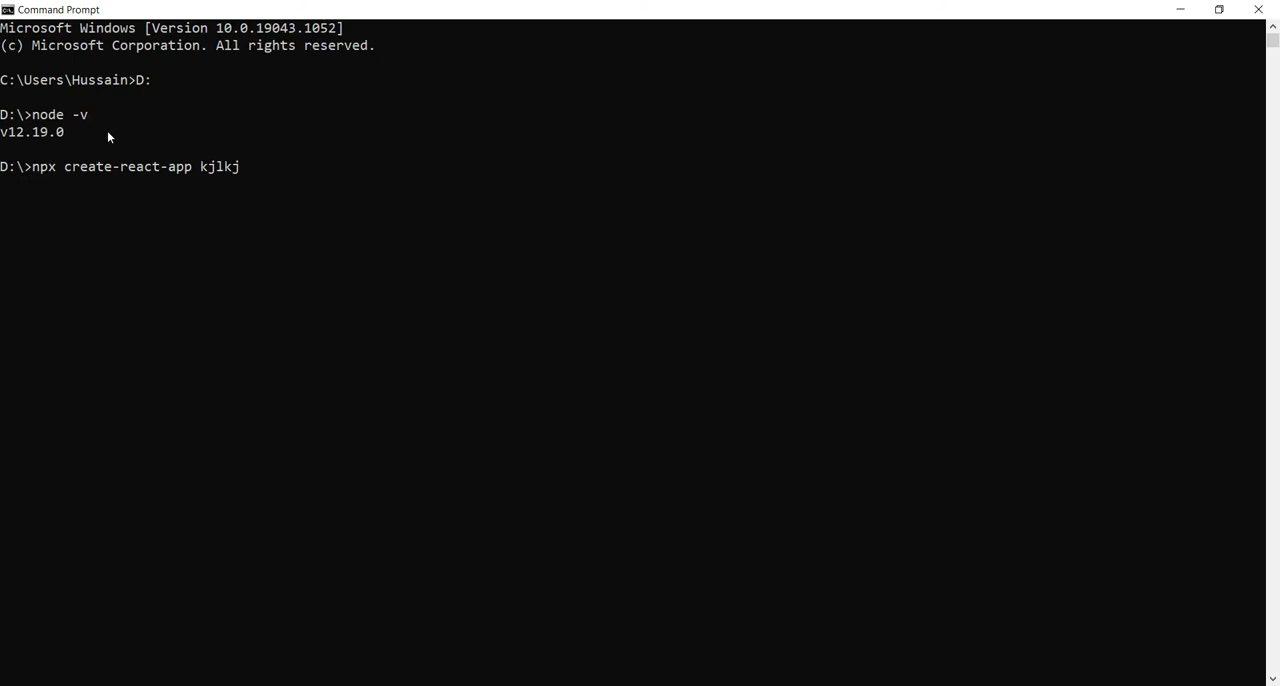 Command Prompt
Microsoft Windows [Version 10.0.19043.1052]
(c) Microsoft Corporation. All rights reserved.
C:\Users\Hussain>D:
D:\>node -v
v12.19.0
D:\>npx create-react-app kjlkj